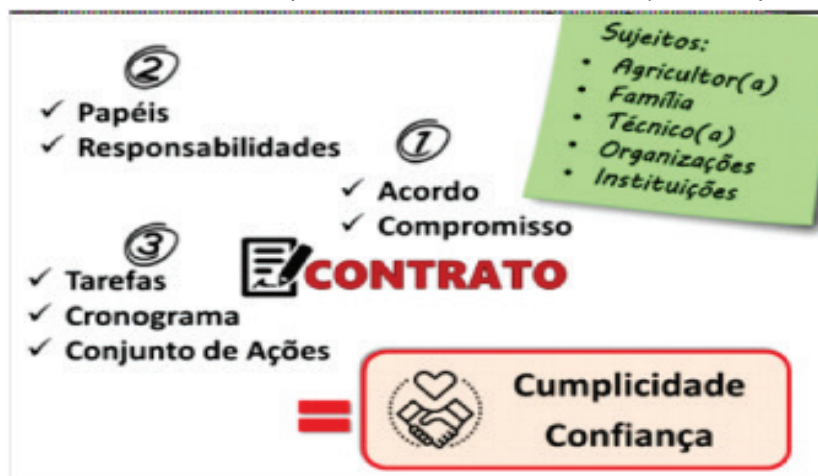 Sujeitos:
• Agricultor(a)
• Família
• Técnico(a)
• Organizações
• Instituições
2
✓ Papéis
✓ Responsabilidades
1
✓ Acordo
✓ Compromisso
3
✓ Tarefas
✓ Cronograma
✓ Conjunto de Ações
CONTRATO
=
Cumplicidade
Confiança